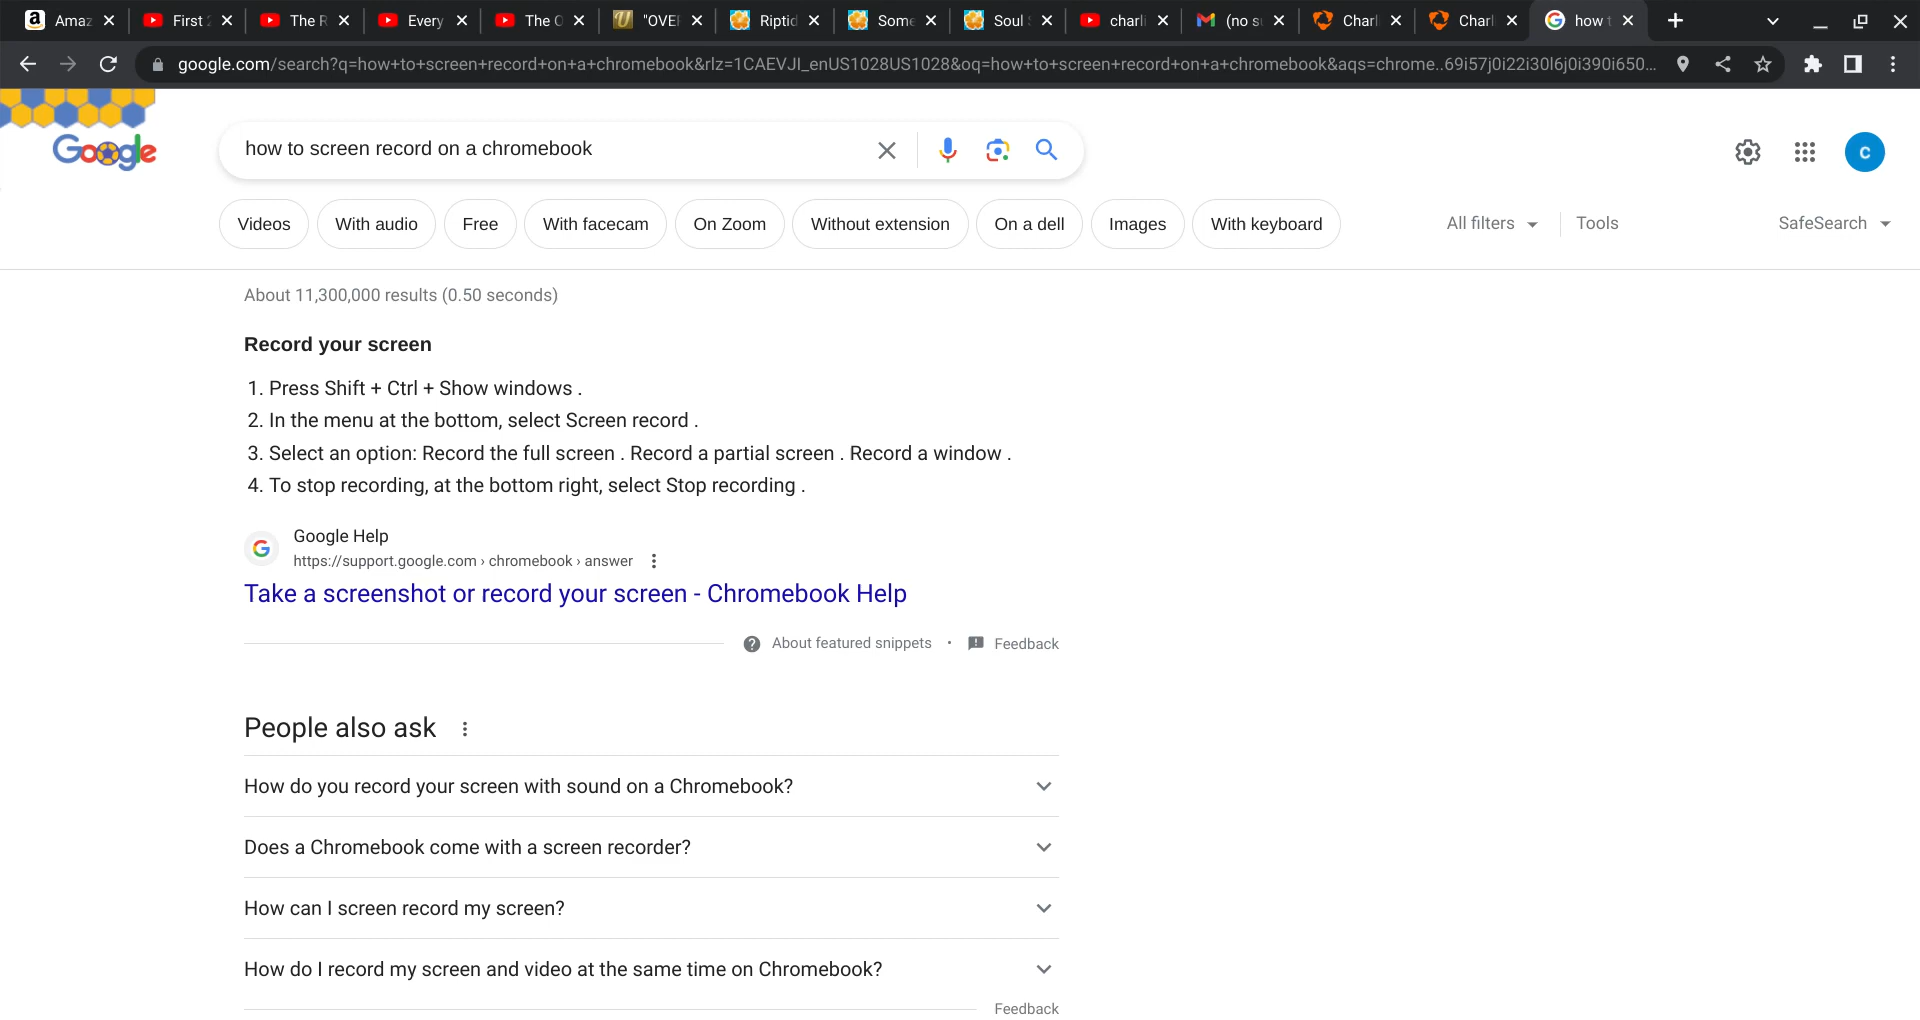 Amaz First The R Every The O "OVE Riptid Some Soul charli (no s Charl Charl how t
google.com/search?q=how+to+screen+record+on+a+chromebook&rlz=1CAEVJI_enUS1028US1028&oq=how+to+screen+record+on+a+chromebook&aqs=chrome..69i57j0i22i30l6j0i390i650...
Google
how to screen record on a chromebook
c
Videos With audio Free With facecam On Zoom Without extension On a dell Images With keyboard All filters Tools SafeSearch
About 11,300,000 results (0.50 seconds)
Record your screen
1. Press Shift + Ctrl + Show windows .
2. In the menu at the bottom, select Screen record .
3. Select an option: Record the full screen . Record a partial screen . Record a window .
4. To stop recording, at the bottom right, select Stop recording .
Google Help
https://support.google.com › chromebook › answer
Take a screenshot or record your screen - Chromebook Help
About featured snippets • Feedback
People also ask
How do you record your screen with sound on a Chromebook?
Does a Chromebook come with a screen recorder?
How can I screen record my screen?
How do I record my screen and video at the same time on Chromebook?
Feedback